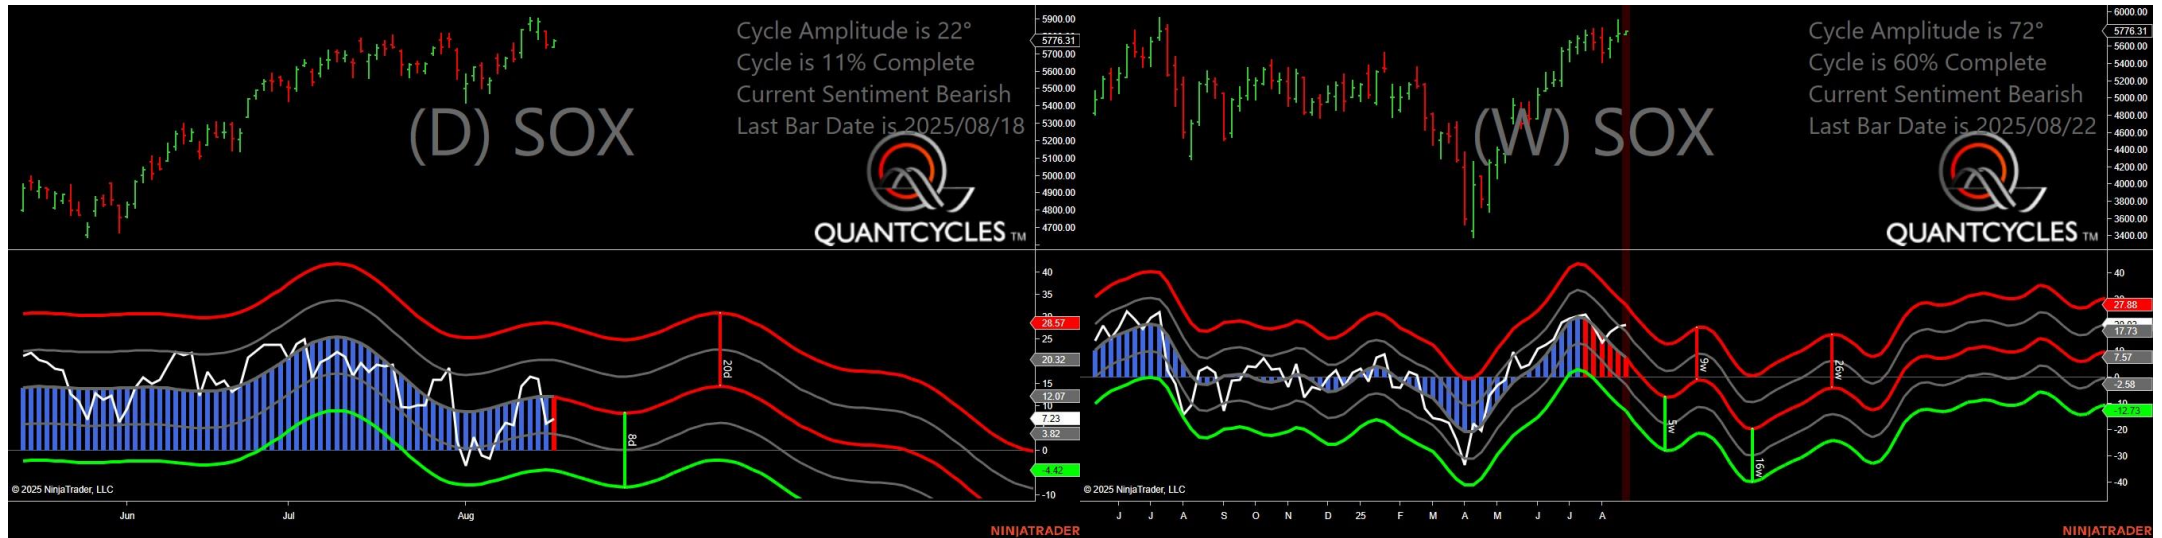 Cycle Amplitude is 22°
Cycle is 11% Complete
Current Sentiment Bearish
Last Bar Date is 2025/08/18
(D) SOX
QUANTCYCLES TM
5900.00
5776.31
5700.00
5600.00
5500.00
5400.00
5300.00
5200.00
5100.00
5000.00
4900.00
4800.00
4700.00
40
35
28.57
25
20.32
15
12.07
10
7.23
3.82
0
-4.42
-10
20d
8d
© 2025 NinjaTrader, LLC
Jun
Jul
Aug
NINJATRADER
Cycle Amplitude is 72°
Cycle is 60% Complete
Current Sentiment Bearish
Last Bar Date is 2025/08/22
(W) SOX
QUANTCYCLES TM
6000.00
5776.31
5600.00
5400.00
5200.00
5000.00
4800.00
4600.00
4400.00
4200.00
4000.00
3800.00
3600.00
3400.00
40
27.88
17.73
7.57
0
-2.58
-12.73
-20
-30
-40
9w
26w
5w
16w
© 2025 NinjaTrader, LLC
J J A S O N D 25 F M A M J J A
NINJATRADER